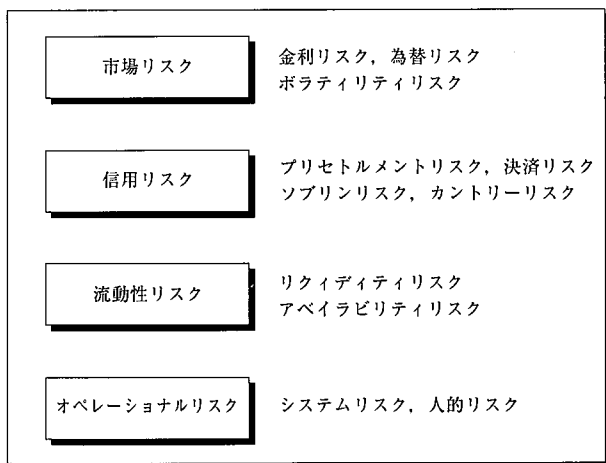 市場リスク
金利リスク，為替リスク
ボラティリティリスク
信用リスク
プリセトルメントリスク，決済リスク
ソブリンリスク，カントリーリスク
流動性リスク
リクィディティリスク
アベイラビリティリスク
オペレーショナルリスク
システムリスク，人的リスク